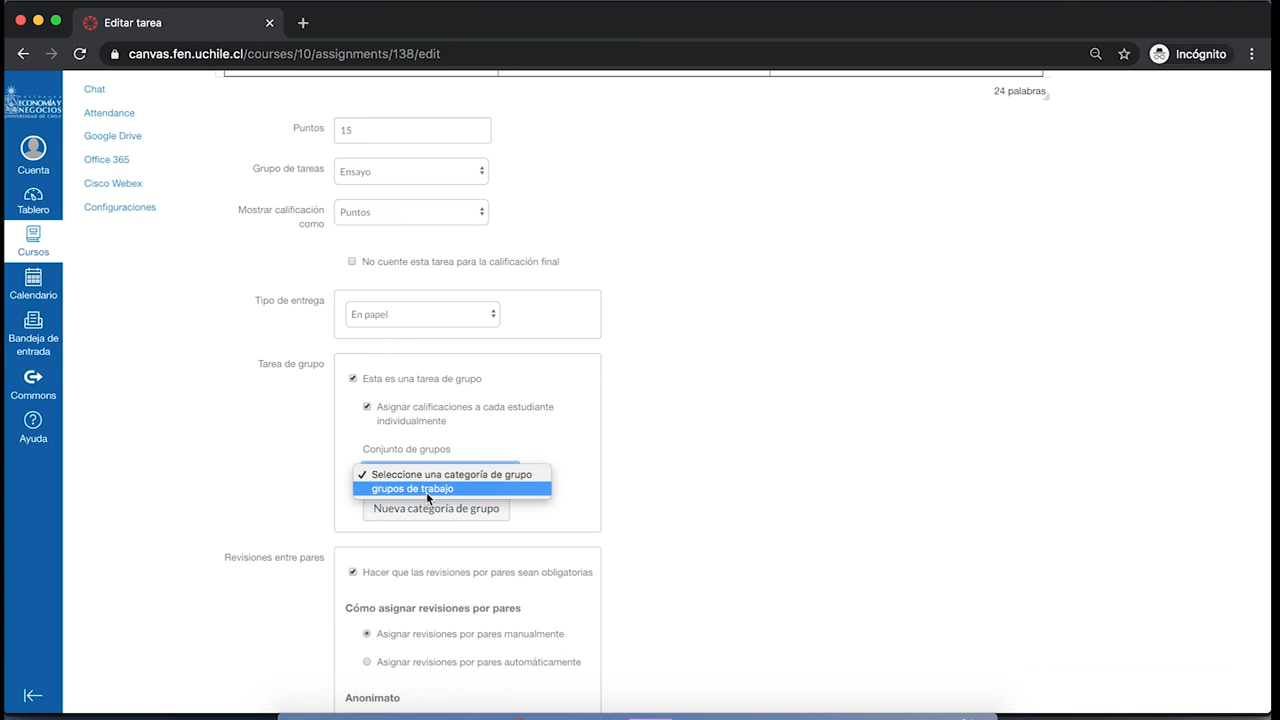 Editar tarea
canvas.fen.uchile.cl/courses/10/assignments/138/edit
Incógnito
ECONOMÍA Y
NEGOCIOS
UNIVERSIDAD DE CHILE
Cuenta
Tablero
Cursos
Calendario
Bandeja de
entrada
Commons
Ayuda
Chat
Attendance
Google Drive
Office 365
Cisco Webex
Configuraciones
24 palabras
Puntos
15
Grupo de tareas
Ensayo
Mostrar calificación
como
Puntos
No cuente esta tarea para la calificación final
Tipo de entrega
En papel
Tarea de grupo
Esta es una tarea de grupo
Asignar calificaciones a cada estudiante
individualmente
Conjunto de grupos
Seleccione una categoría de grupo
grupos de trabajo
Nueva categoría de grupo
Revisiones entre pares
Hacer que las revisiones por pares sean obligatorias
Cómo asignar revisiones por pares
Asignar revisiones por pares manualmente
Asignar revisiones por pares automáticamente
Anonimato